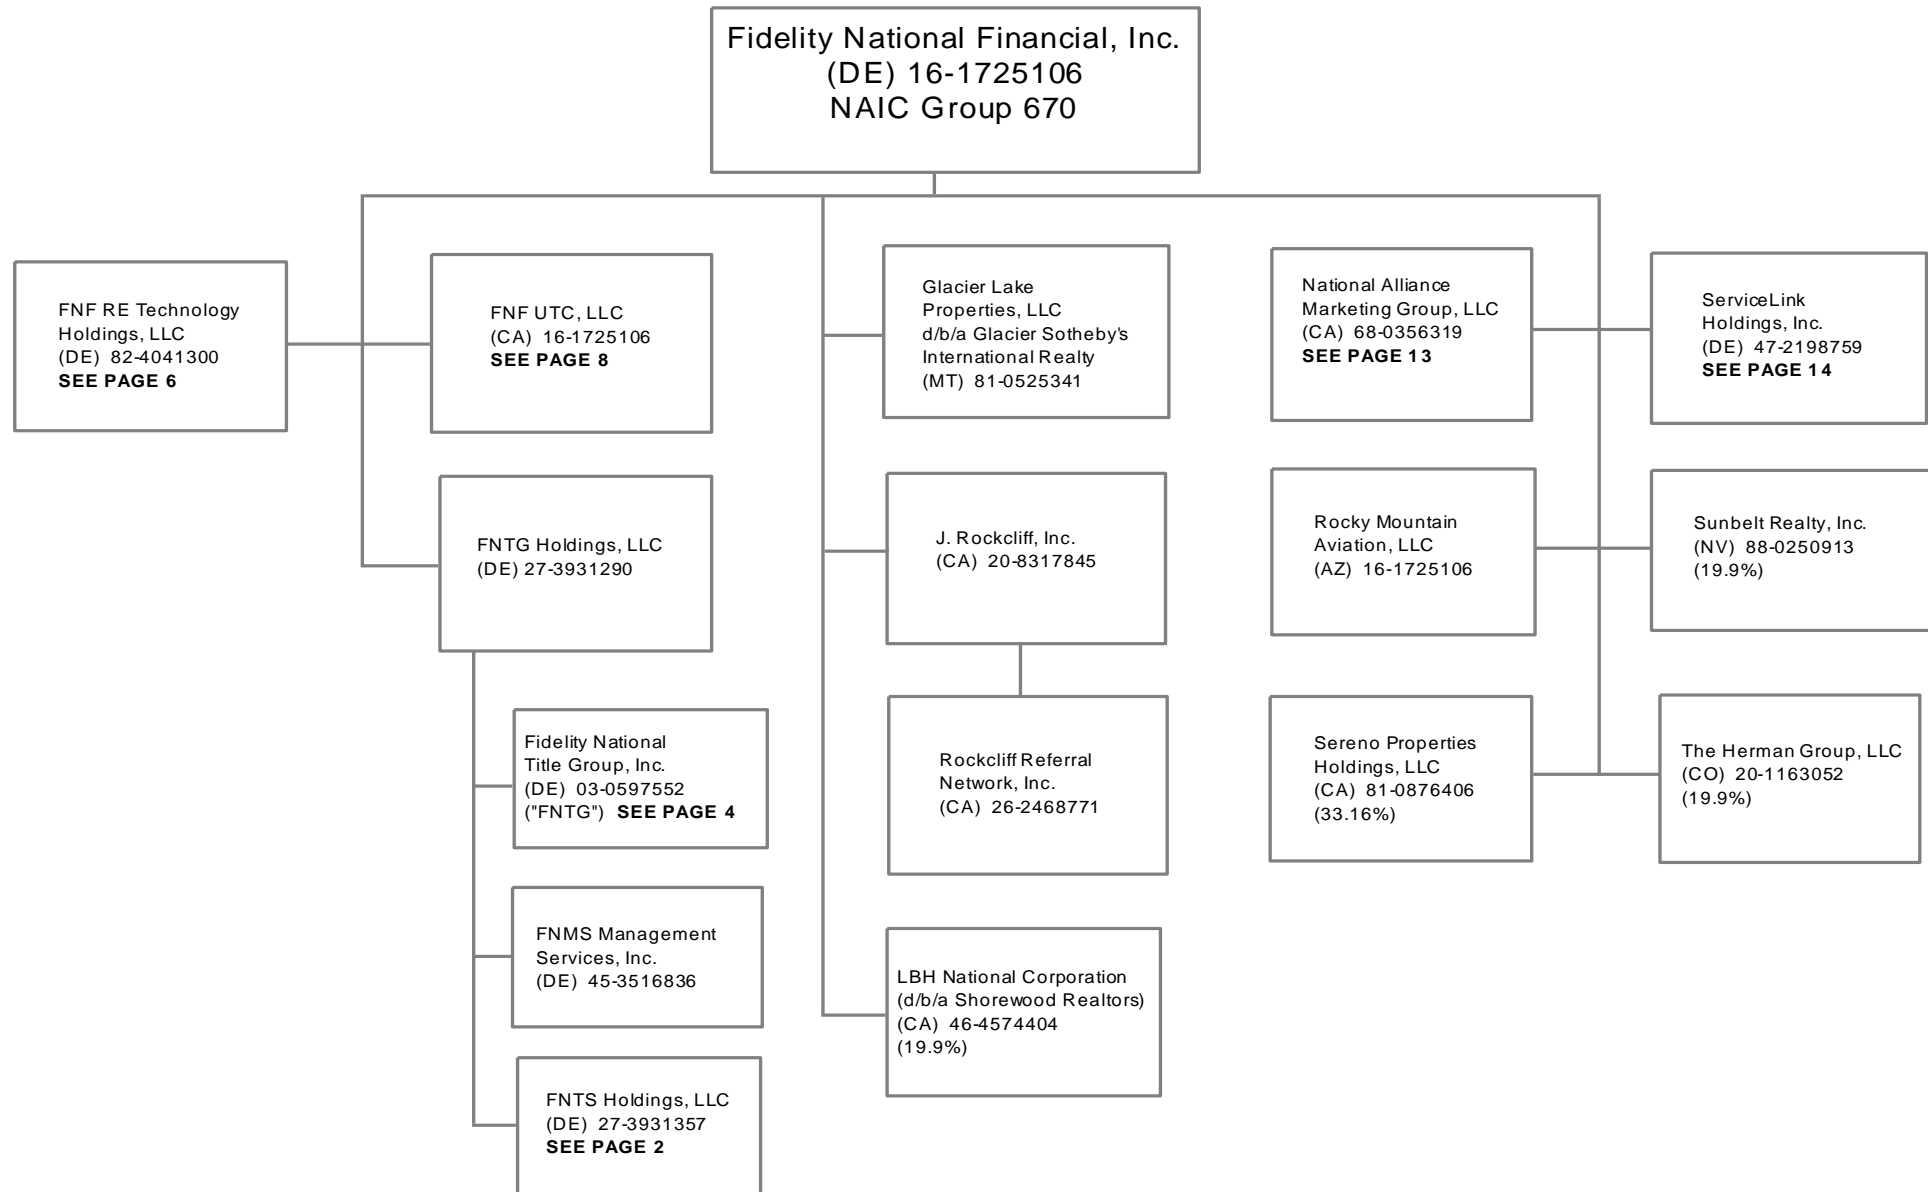 Fidelity National Financial, Inc.
(DE) 16-1725106
NAIC Group 670
FNF RE Technology
Holdings, LLC
(DE) 82-4041300
SEE PAGE 6
FNF UTC, LLC
(CA) 16-1725106
SEE PAGE 8
Glacier Lake
Properties, LLC
d/b/a Glacier Sotheby's
International Realty
(MT) 81-0525341
National Alliance
Marketing Group, LLC
(CA) 68-0356319
SEE PAGE 13
ServiceLink
Holdings, Inc.
(DE) 47-2198759
SEE PAGE 14
FNTG Holdings, LLC
(DE) 27-3931290
J. Rockcliff, Inc.
(CA) 20-8317845
Rocky Mountain
Aviation, LLC
(AZ) 16-1725106
Sunbelt Realty, Inc.
(NV) 88-0250913
(19.9%)
Fidelity National
Title Group, Inc.
(DE) 03-0597552
("FNTG") SEE PAGE 4
Rockcliff Referral
Network, Inc.
(CA) 26-2468771
Sereno Properties
Holdings, LLC
(CA) 81-0876406
(33.16%)
The Herman Group, LLC
(CO) 20-1163052
(19.9%)
FNMS Management
Services, Inc.
(DE) 45-3516836
LBH National Corporation
(d/b/a Shorewood Realtors)
(CA) 46-4574404
(19.9%)
FNTS Holdings, LLC
(DE) 27-3931357
SEE PAGE 2